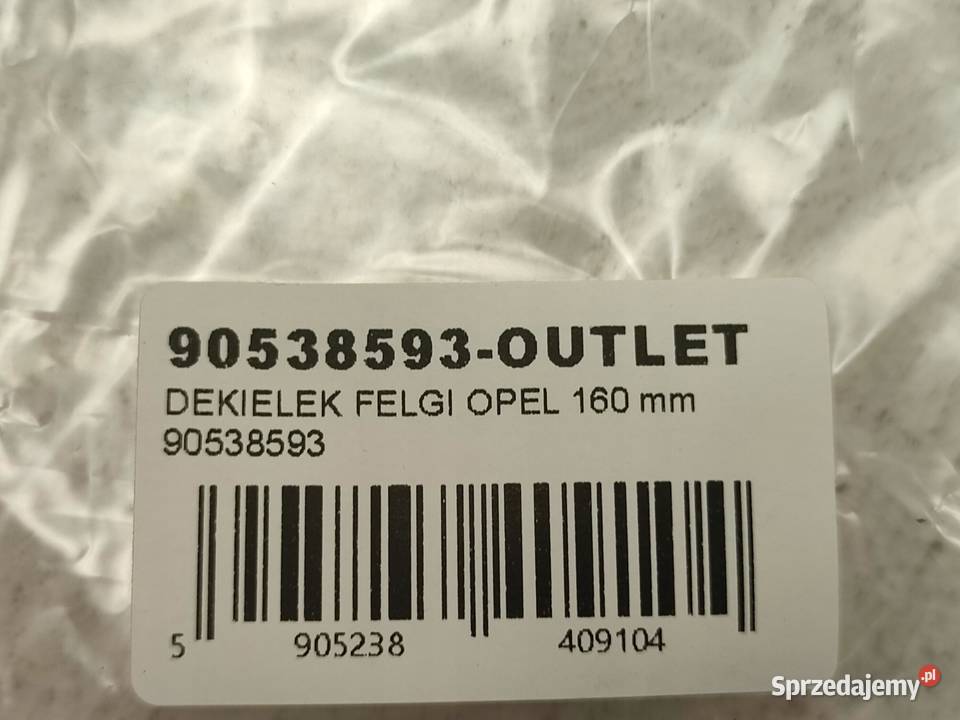 90538593-OUTLET
DEKIELEK FELGI OPEL 160 mm
90538593
5 905238 409104
Sprzedajemy.pl